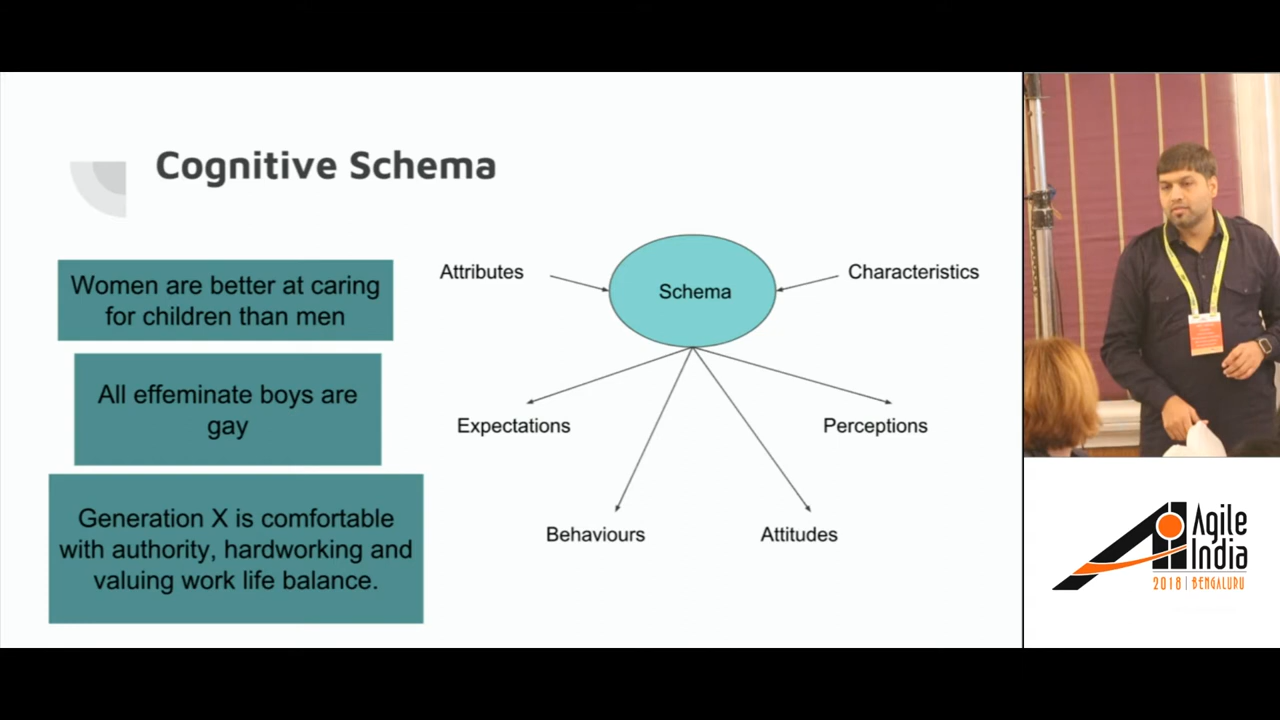 Cognitive Schema
Women are better at caring
for children than men
All effeminate boys are
gay
Generation X is comfortable
with authority, hardworking and
valuing work life balance.
Attributes
Schema
Characteristics
Expectations
Perceptions
Behaviours
Attitudes
Agile
India
2018 | BENGALURU